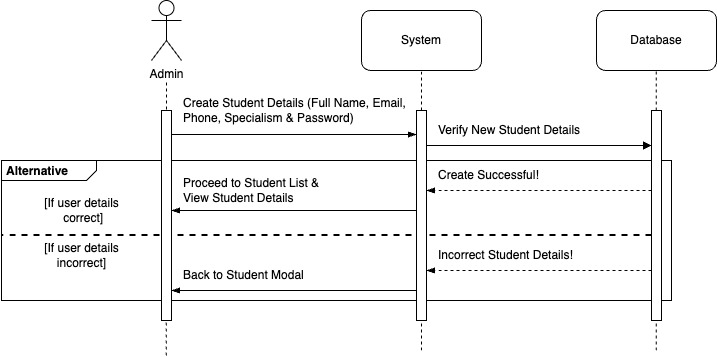 System
Database
Admin
Create Student Details (Full Name, Email,
Phone, Specialism & Password)
Verify New Student Details
Alternative
Create Successful!
Proceed to Student List &
View Student Details
[If user details
correct]
[If user details
incorrect]
Incorrect Student Details!
Back to Student Modal